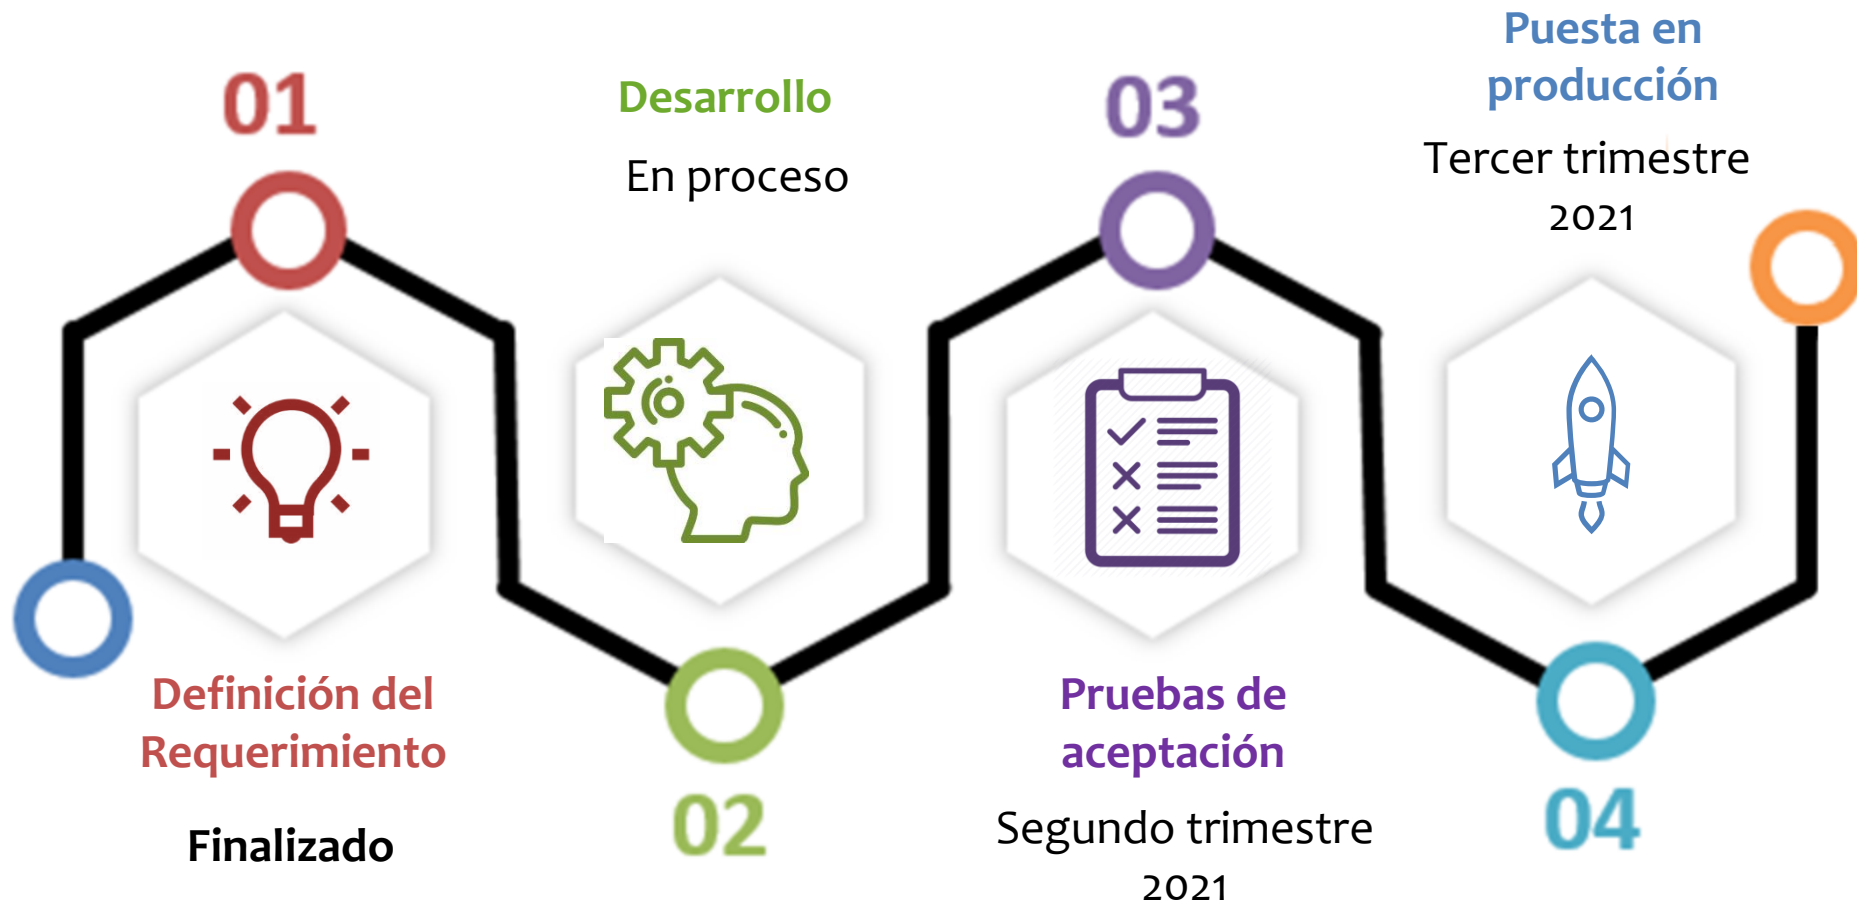 01
Definición del
Requerimiento
Finalizado
Desarrollo
En proceso
02
03
Pruebas de
aceptación
Segundo trimestre
2021
Puesta en
producción
Tercer trimestre
2021
04